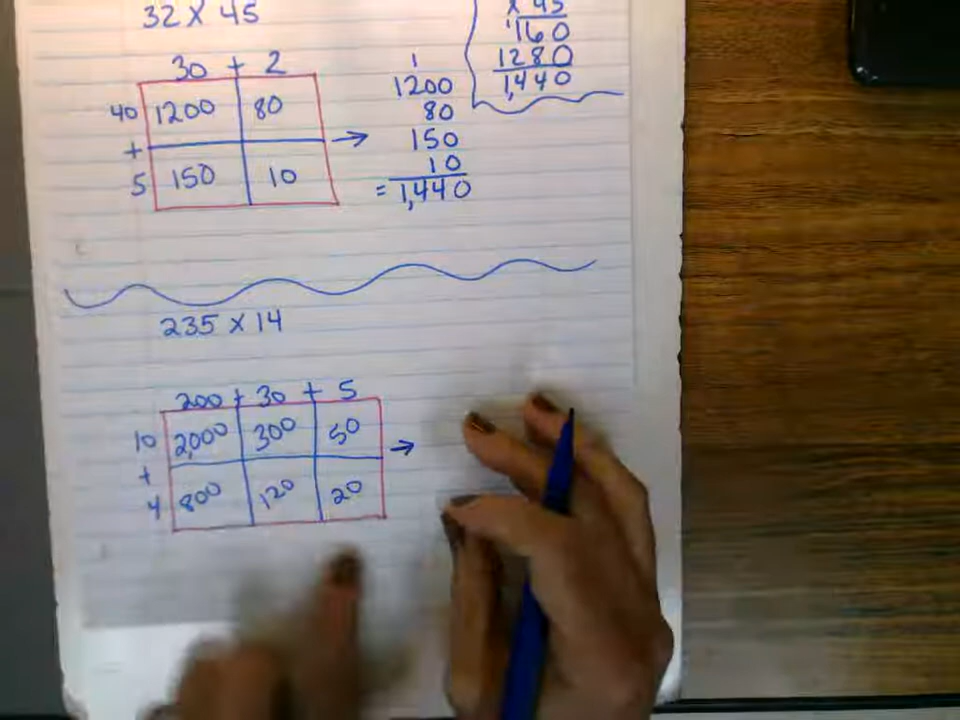 32 X 45
X 45
160
1280
1,440
30 + 2
40 1200 80
+
5 150 10
1
1200
80
150
10
= 1,440
235 X 14
200 + 30 + 5
10 2,000 300 50
+
4 800 120 20